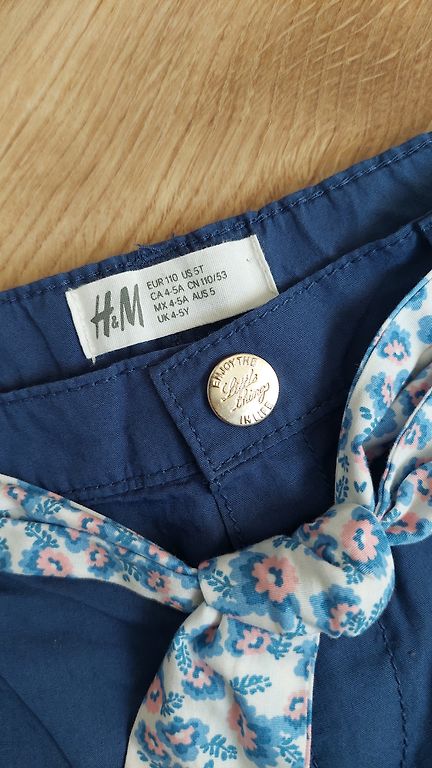 H&M
EUR 110 US 5T
CA 4-5A CN 110/53
MX 4-5A AUS 5
UK 4-5Y
ENJOY THE
little
things
IN LIFE